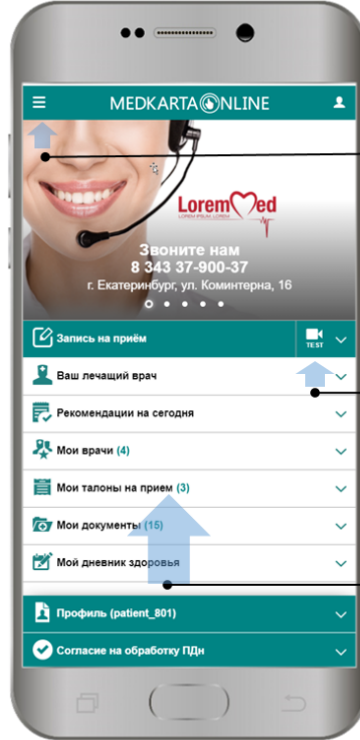 MEDKARTA ONLINE
LoremMed
LOREM IPSUM LOREM
Звоните нам
8 343 37-900-37
г. Екатеринбург, ул. Коминтерна, 16
Запись на приём
TEST
Ваш лечащий врач
Рекомендации на сегодня
Мои врачи (4)
Мои талоны на прием (3)
Мои документы (15)
Мой дневник здоровья
Профиль (patient_801)
Согласие на обработку ПДн